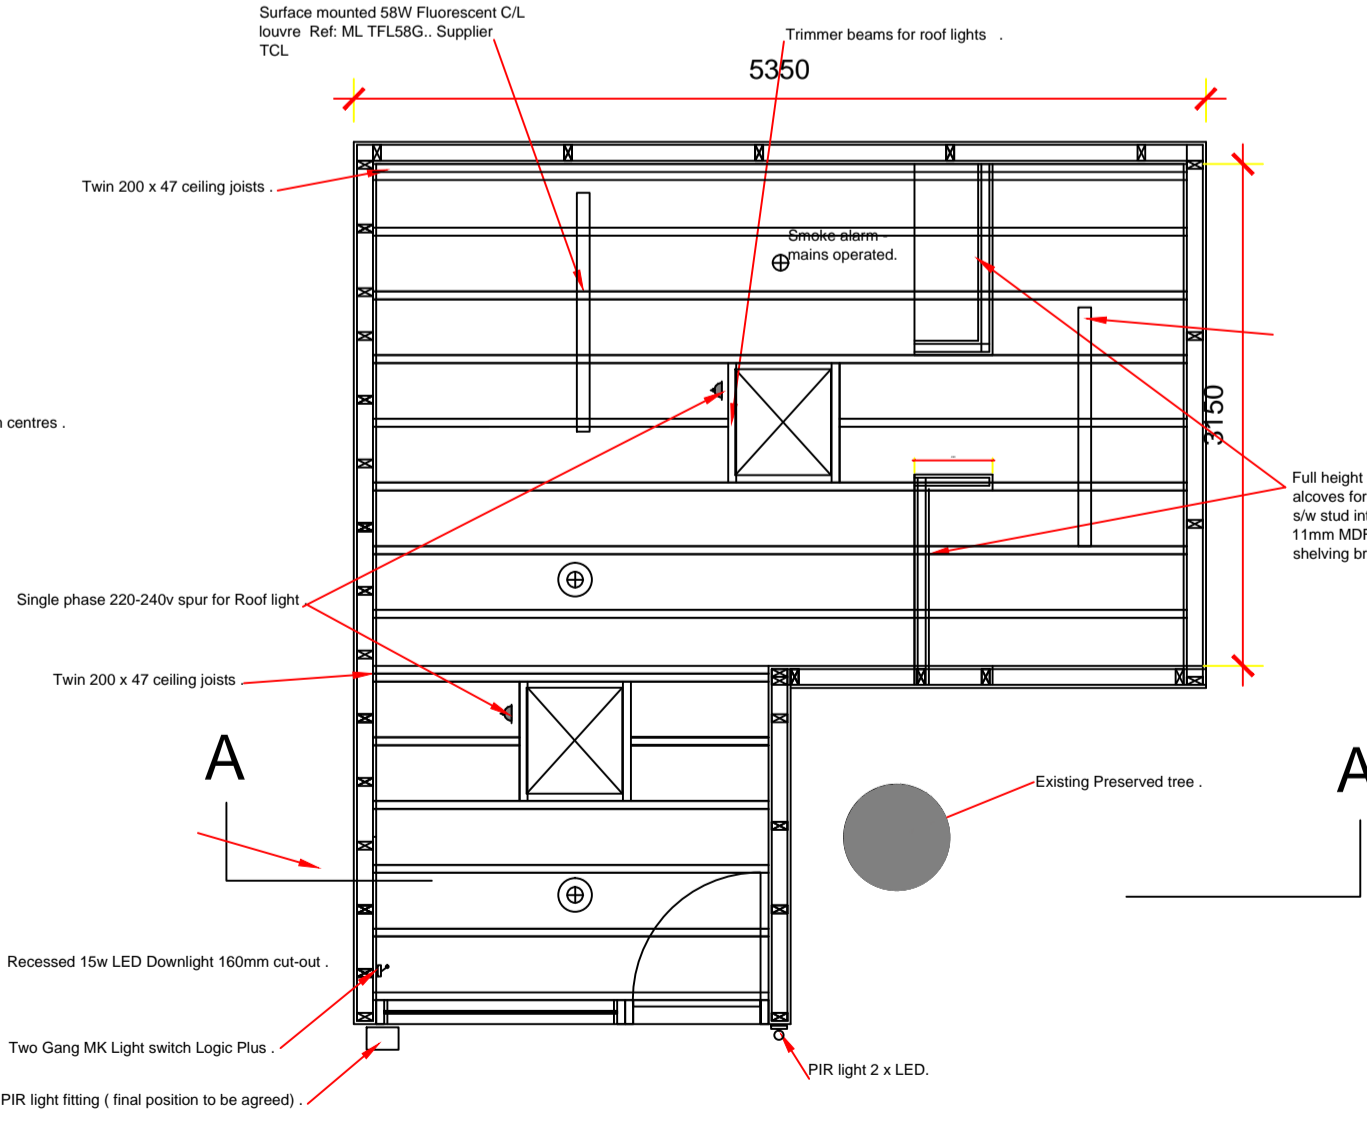 Surface mounted 58W Fluorescent C/L
louvre Ref: ML TFL58G.. Supplier
TCL
Trimmer beams for roof lights .
5350
Twin 200 x 47 ceiling joists .
Smoke alarm -
mains operated.
3150
centres .
Full height
alcoves for
s/w stud
11mm
shelving
Single phase 220-240v spur for Roof light .
Twin 200 x 47 ceiling joists .
A
A
Existing Preserved tree .
Recessed 15w LED Downlight 160mm cut-out .
Two Gang MK Light switch Logic Plus .
PIR light 2 x LED.
PIR light fitting ( final position to be agreed) .